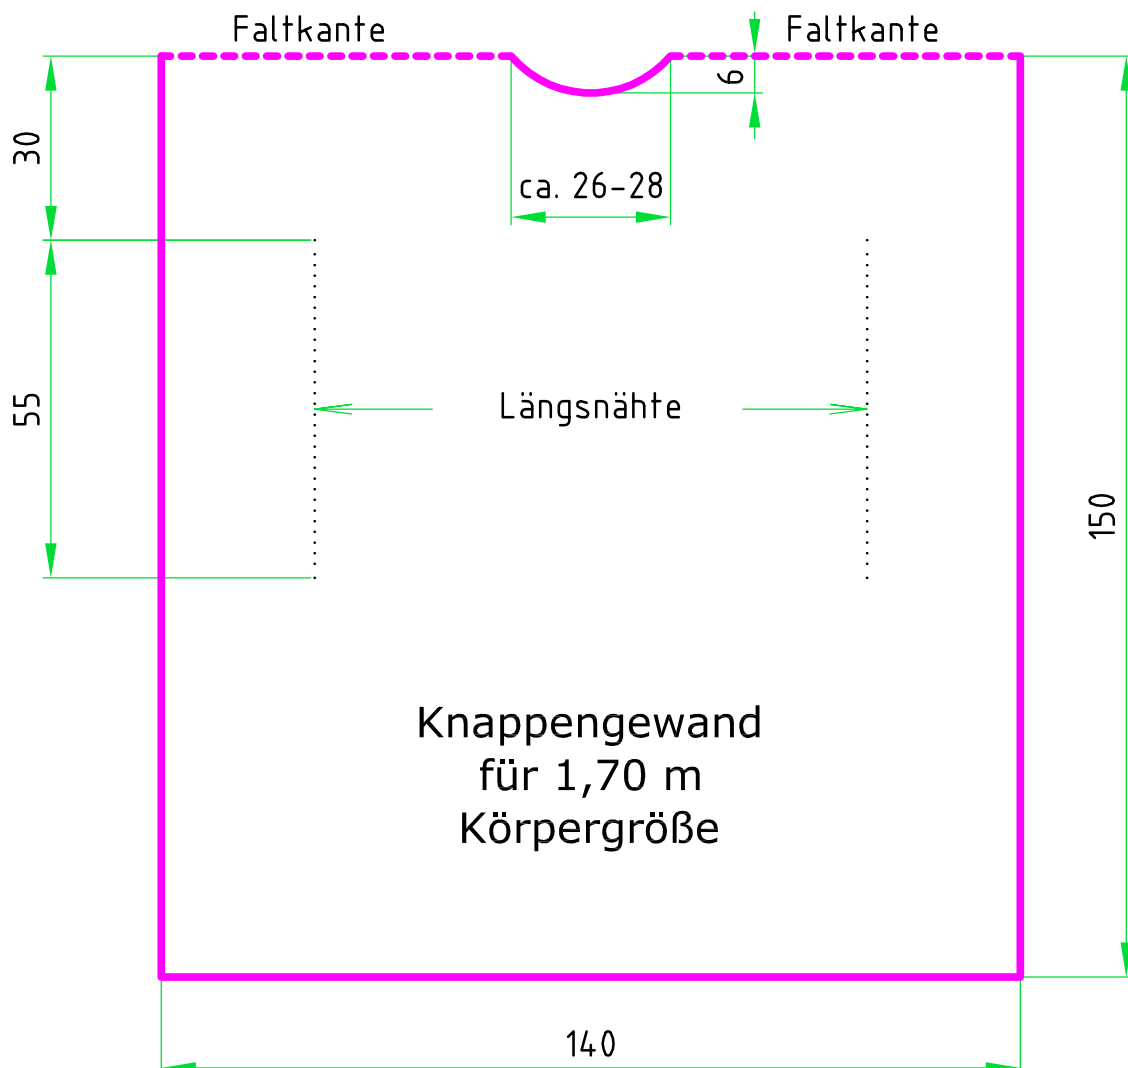 Faltkante
Faltkante
6
30
ca. 26-28
55
Längsnähte
150
Knappengewand
für 1,70 m
Körpergröße
140